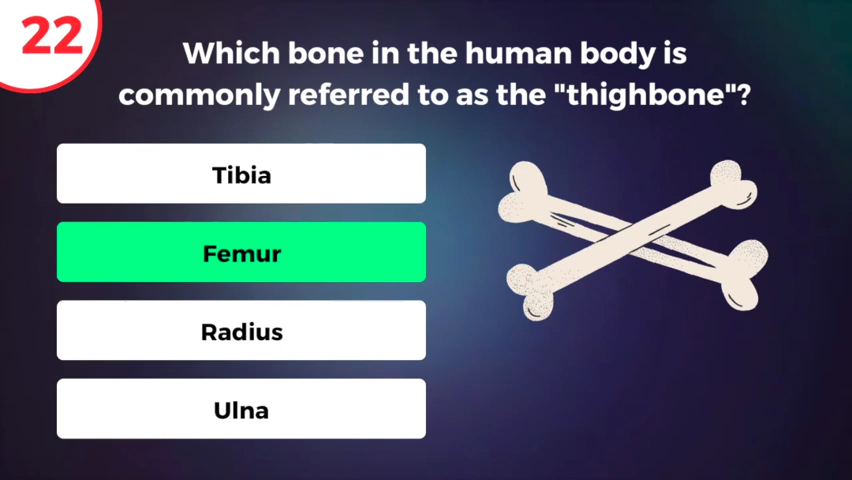 22
Which bone in the human body is
commonly referred to as the "thighbone"?
Tibia
Femur
Radius
Ulna